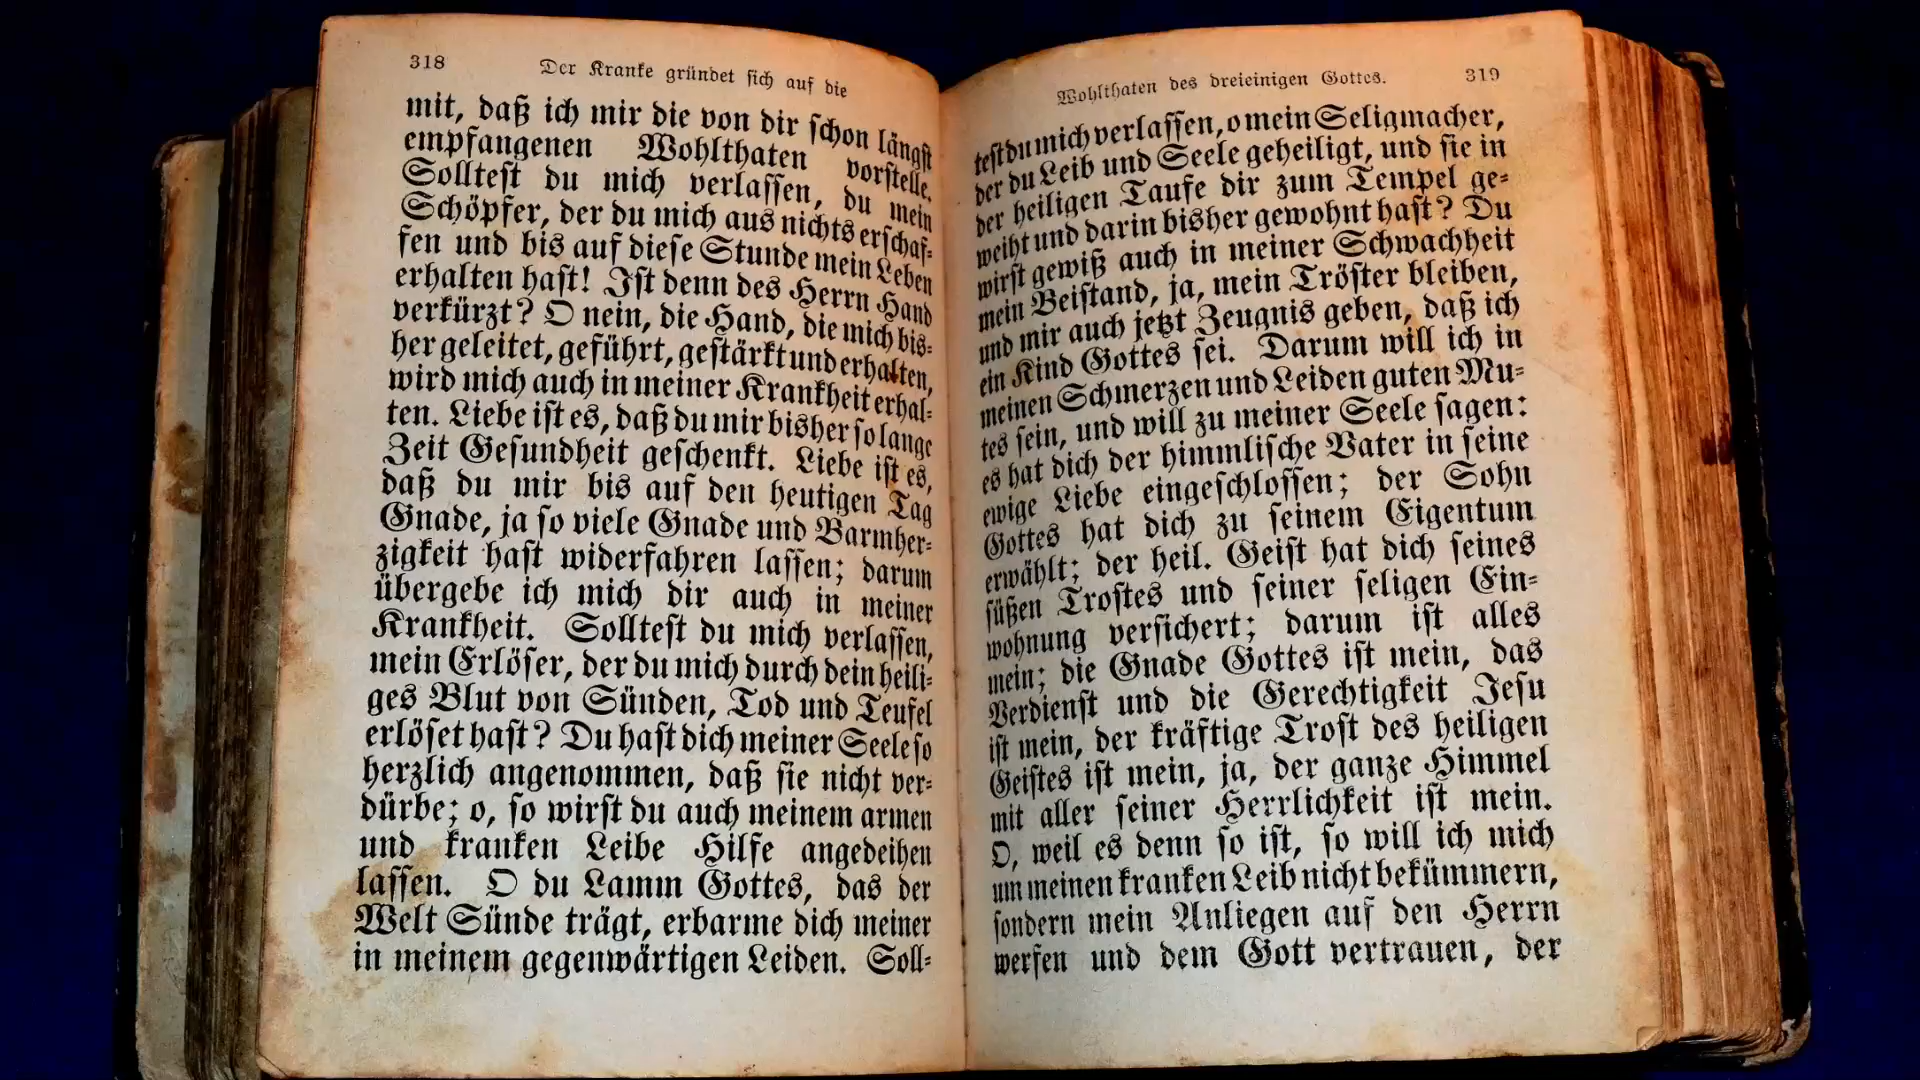 318
Der Kranke gründet sich auf die
mit, daß ich mir die von dir schon längst
empfangenen Wohlthaten vorstelle.
Solltest du mich verlassen, du mein
Schöpfer, der du mich aus nichts erschaf-
fen und bis auf diese Stunde mein Leben
erhalten hast! Ist denn des Herrn Hand
verkürzt? O nein, die Hand, die mich bis-
her geleitet, geführt, gestärkt und erhalten,
wird mich auch in meiner Krankheit erhal-
ten. Liebe ist es, daß du mir bisher so lange
Zeit Gesundheit geschenkt. Liebe ist es,
daß du mir bis auf den heutigen Tag
Gnade, ja so viele Gnade und Barmher-
zigkeit hast widerfahren lassen; darum
übergebe ich mich dir auch in meiner
Krankheit. Solltest du mich verlassen,
mein Erlöser, der du mich durch dein heili-
ges Blut von Sünden, Tod und Teufel
erlöset hast? Du hast dich meiner Seele so
herzlich angenommen, daß sie nicht ver-
dürbe; o, so wirst du auch meinem armen
und kranken Leibe Hilfe angedeihen
lassen. O du Lamm Gottes, das der
Welt Sünde trägt, erbarme dich meiner
in meinem gegenwärtigen Leiden. Soll-
Wohlthaten des dreieinigen Gottes.
319
test du mich verlassen, o mein Seligmacher,
der du Leib und Seele geheiligt, und sie in
der heiligen Taufe dir zum Tempel ge-
weiht und darin bisher gewohnt hast? Du
wirst gewiß auch in meiner Schwachheit
mein Beistand, ja, mein Tröster bleiben,
und mir auch jetzt Zeugnis geben, daß ich
ein Kind Gottes sei. Darum will ich in
meinen Schmerzen und Leiden guten Mu-
tes sein, und will zu meiner Seele sagen:
es hat dich der himmlische Vater in seine
ewige Liebe eingeschlossen; der Sohn
Gottes hat dich zu seinem Eigentum
erwählt; der heil. Geist hat dich seines
süßen Trostes und seiner seligen Ein-
wohnung versichert; darum ist alles
mein; die Gnade Gottes ist mein, das
Verdienst und die Gerechtigkeit Jesu
ist mein, der kräftige Trost des heiligen
Geistes ist mein, ja, der ganze Himmel
mit aller seiner Herrlichkeit ist mein.
O, weil es denn so ist, so will ich mich
um meinen kranken Leib nicht bekümmern,
sondern mein Anliegen auf den Herrn
werfen und dem Gott vertrauen, der